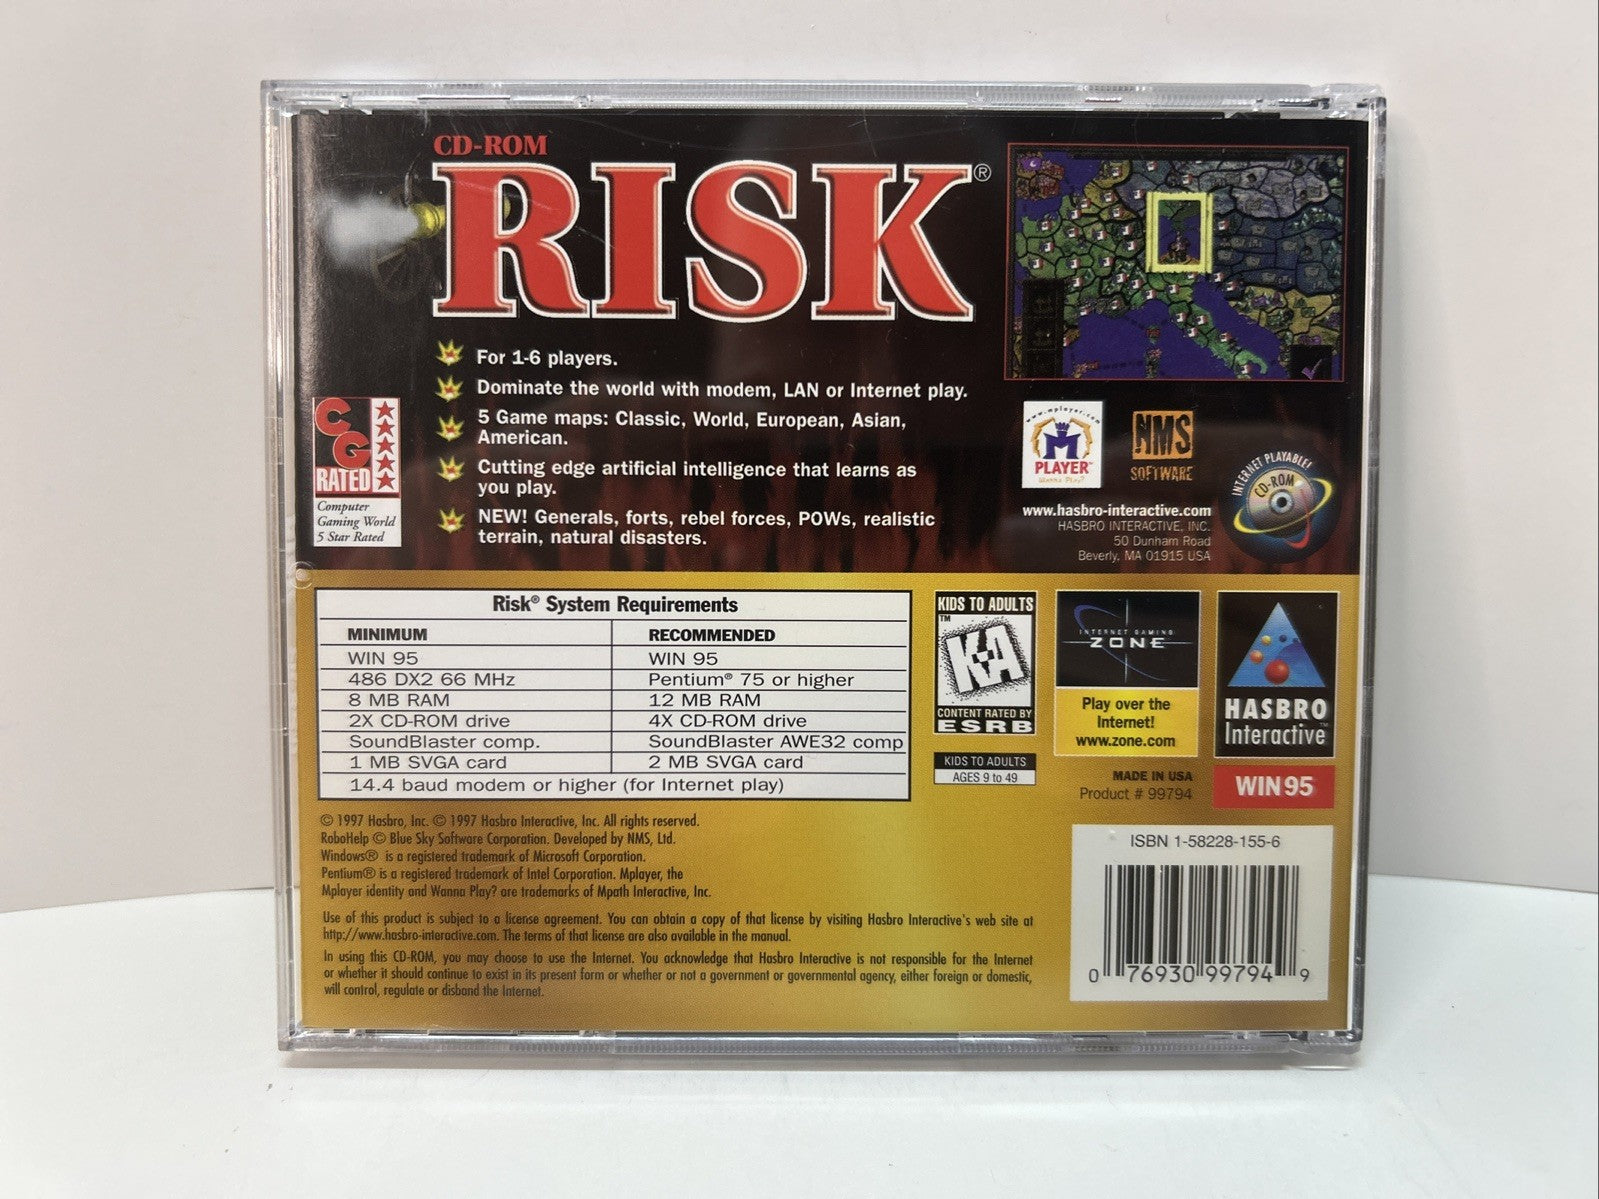 CD-ROM
RISK®
For 1-6 players.
Dominate the world with modem, LAN or Internet play.
5 Game maps: Classic, World, European, Asian,
American.
Cutting edge artificial intelligence that learns as
you play.
NEW! Generals, forts, rebel forces, POWs, realistic
terrain, natural disasters.
CG
RATED
Computer
Gaming World
5 Star Rated
www.mplayer.com
M
PLAYER
Wanna Play?
NMS
SOFTWARE
INTERNET PLAYABLE!
CD-ROM
www.hasbro-interactive.com
HASBRO INTERACTIVE, INC.
50 Dunham Road
Beverly, MA 01915 USA
Risk® System Requirements
MINIMUM RECOMMENDED
WIN 95 WIN 95
486 DX2 66 MHz Pentium® 75 or higher
8 MB RAM 12 MB RAM
2X CD-ROM drive 4X CD-ROM drive
SoundBlaster comp. SoundBlaster AWE32 comp
1 MB SVGA card 2 MB SVGA card
14.4 baud modem or higher (for Internet play)
KIDS TO ADULTS
™
K-A
CONTENT RATED BY
ESRB
KIDS TO ADULTS
AGES 9 to 49
INTERNET GAMING
ZONE
Play over the
Internet!
www.zone.com
HASBRO
Interactive™
MADE IN USA
Product # 99794
WIN 95
© 1997 Hasbro, Inc. © 1997 Hasbro Interactive, Inc. All rights reserved.
RoboHelp © Blue Sky Software Corporation. Developed by NMS, Ltd.
Windows® is a registered trademark of Microsoft Corporation.
Pentium® is a registered trademark of Intel Corporation. Mplayer, the
Mplayer identity and Wanna Play? are trademarks of Mpath Interactive, Inc.
Use of this product is subject to a license agreement. You can obtain a copy of that license by visiting Hasbro Interactive's web site at
http://www.hasbro-interactive.com. The terms of that license are also available in the manual.
In using this CD-ROM, you may choose to use the Internet. You acknowledge that Hasbro Interactive is not responsible for the Internet
or whether it should continue to exist in its present form or whether or not a government or governmental agency, either foreign or domestic,
will control, regulate or disband the Internet.
ISBN 1-58228-155-6
0 76930 99794 9